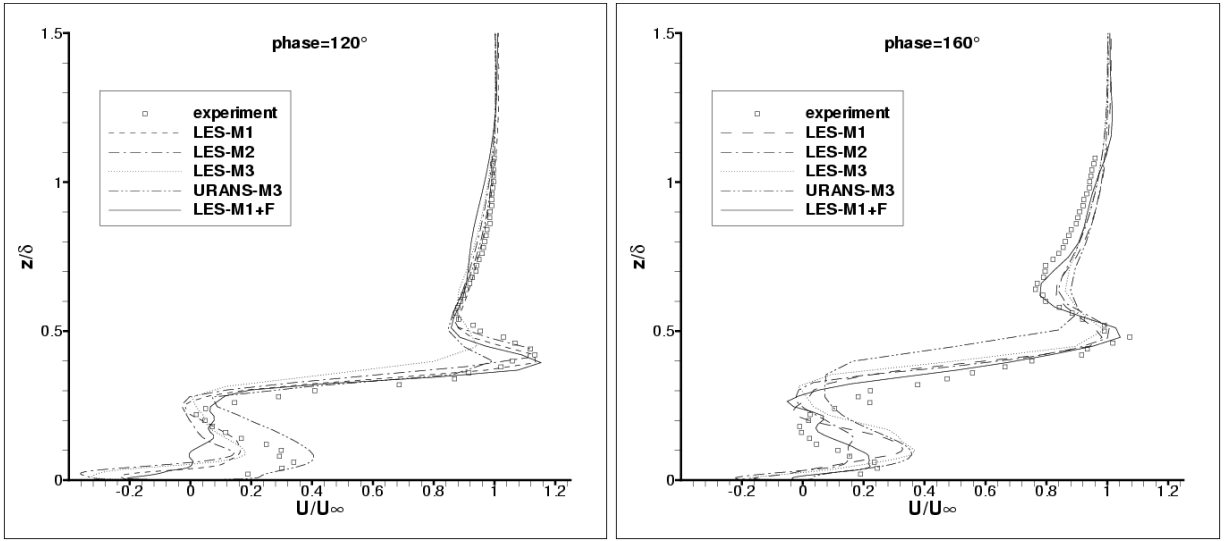 phase=120°
1.5
1
0.5
0
z/δ
experiment
LES-M1
LES-M2
LES-M3
URANS-M3
LES-M1+F
-0.2
0
0.2
0.4
0.6
0.8
1
1.2
U/U∞
phase=160°
1.5
1
0.5
0
z/δ
experiment
LES-M1
LES-M2
LES-M3
URANS-M3
LES-M1+F
-0.2
0
0.2
0.4
0.6
0.8
1
1.2
U/U∞